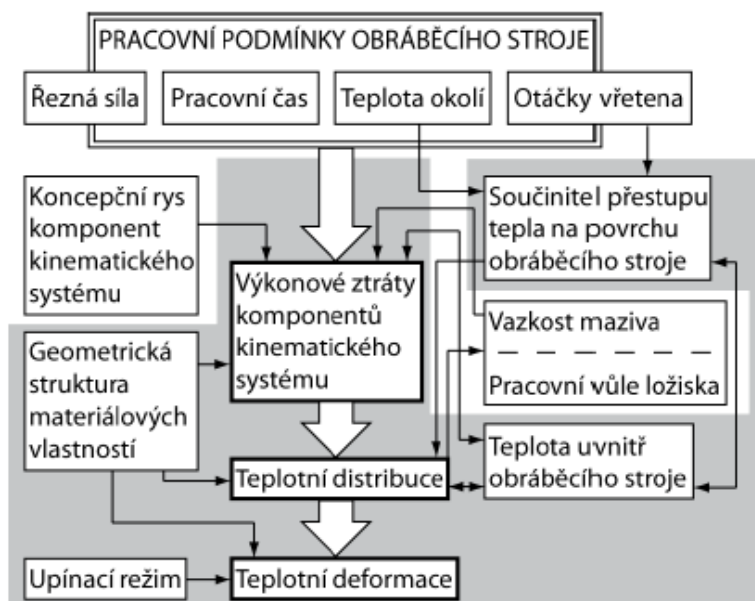 PRACOVNÍ PODMÍNKY OBRÁBĚCÍHO STROJE
Řezná síla
Pracovní čas
Teplota okolí
Otáčky vřetena
Koncepční rys
komponent
kinematického
systému
Součinitel přestupu
tepla na povrchu
obráběcího stroje
Výkonové ztráty
komponentů
kinematického
systému
Vazkost maziva
Pracovní vůle ložiska
Geometrická
struktura
materiálových
vlastností
Teplota uvnitř
obráběcího stroje
Teplotní distribuce
Upínací režim
Teplotní deformace